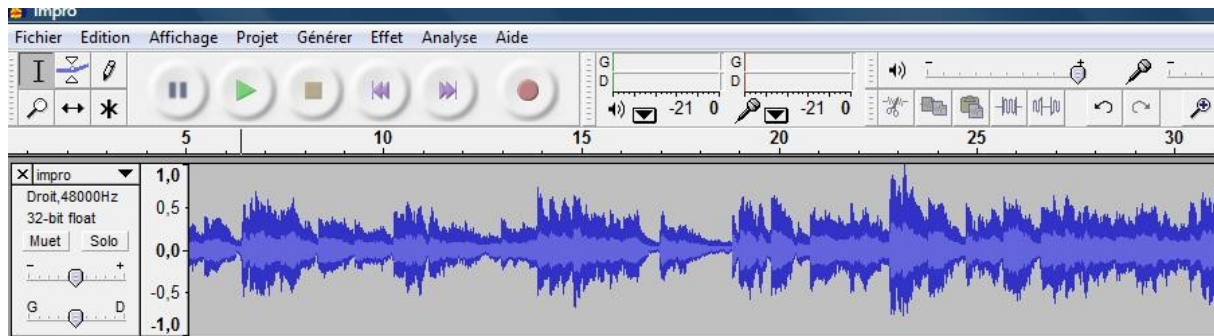 impro
Fichier Edition Affichage Projet Générer Effet Analyse Aide
G
D
-21 0
G
D
-21 0
- +
-
5 10 15 20 25 30
X impro
Droit,48000Hz
32-bit float
Muet Solo
- +
G D
1,0
0,5
0,0
-0,5
-1,0